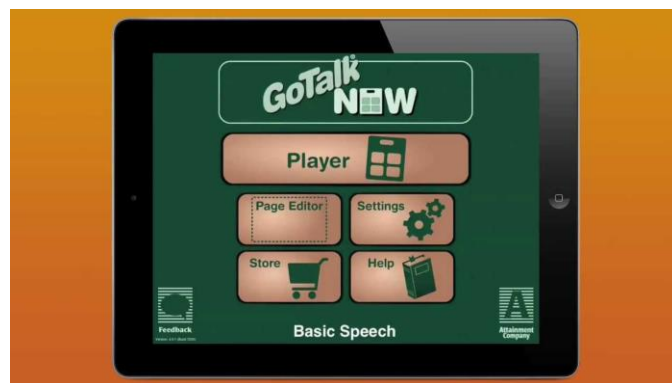 GoTalk
NOW
Player
Page Editor
Settings
Store
Help
Feedback
Basic Speech
Attainment
Company